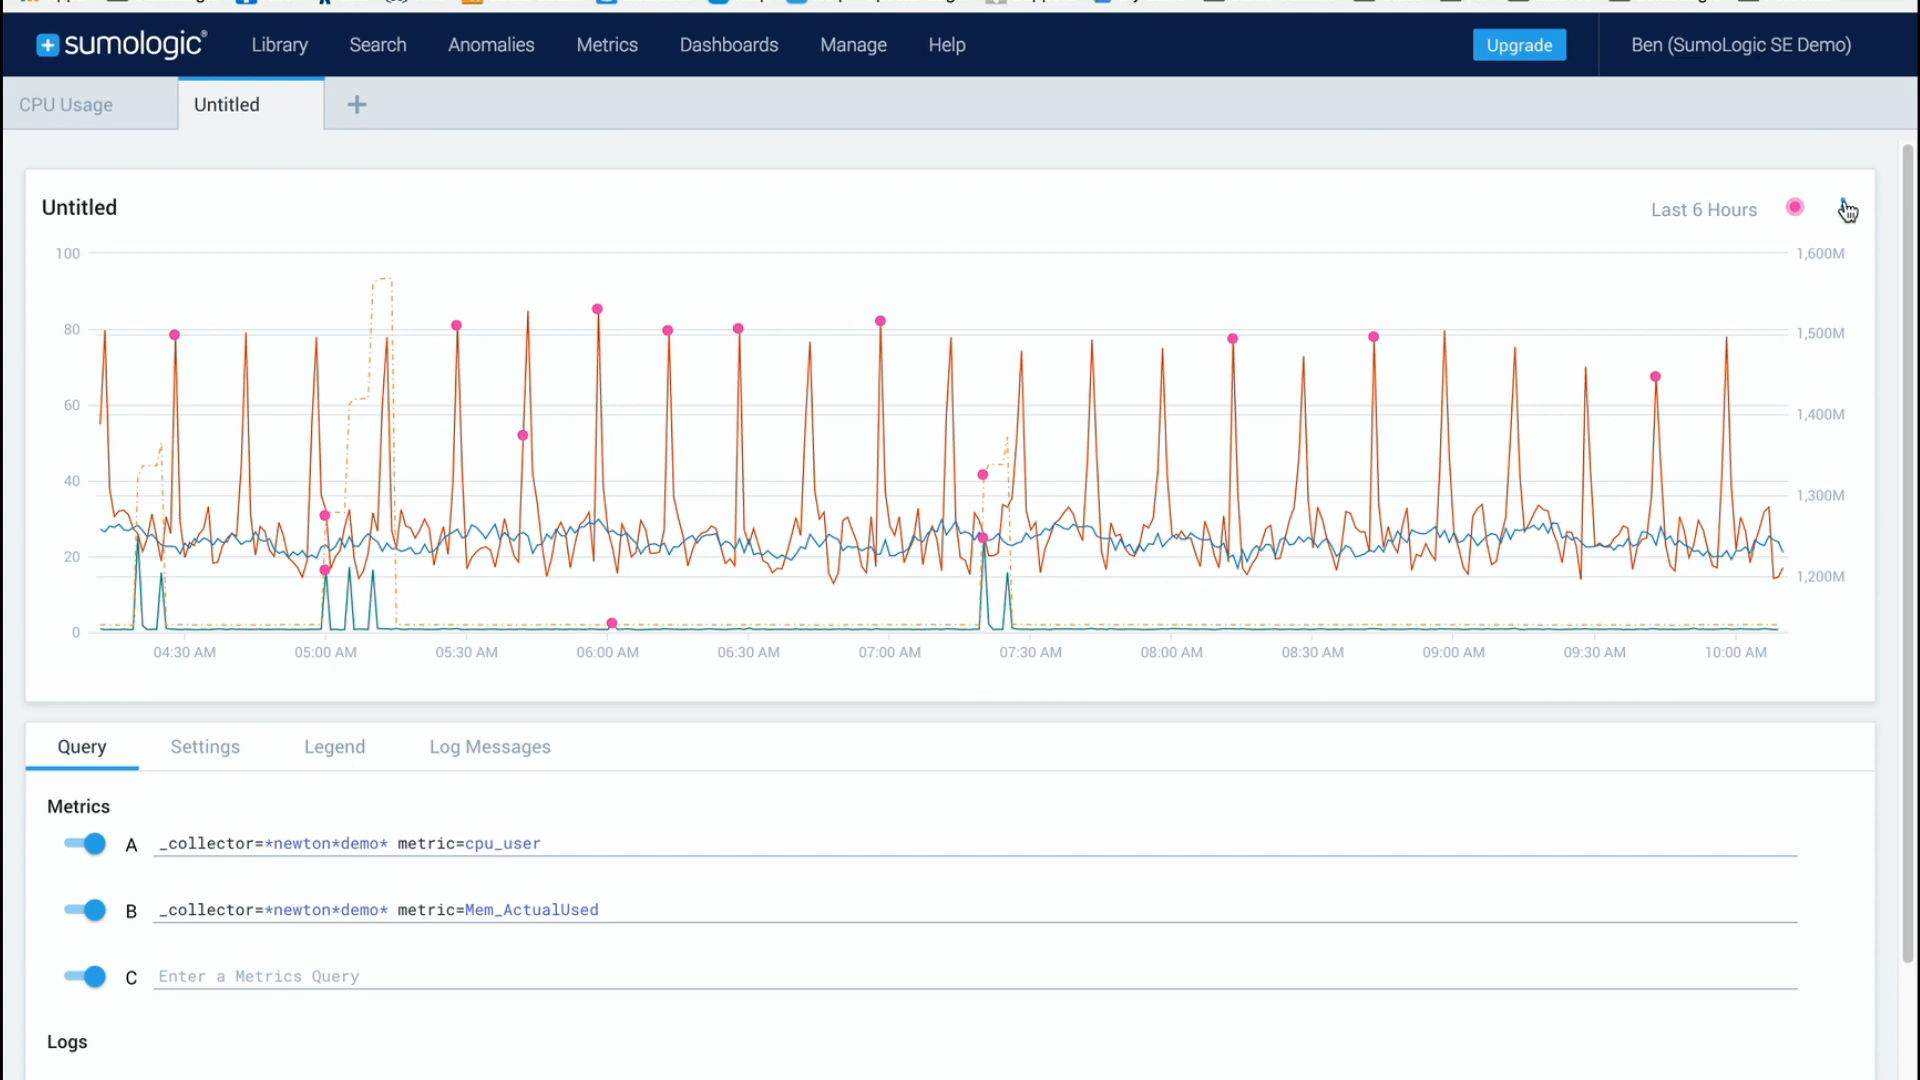 sumologic Library Search Anomalies Metrics Dashboards Manage Help Upgrade Ben (SumoLogic SE Demo)
CPU Usage Untitled +
Untitled Last 6 Hours
100 1,600M
80 1,500M
60 1,400M
40 1,300M
20 1,200M
0
04:30 AM 05:00 AM 05:30 AM 06:00 AM 06:30 AM 07:00 AM 07:30 AM 08:00 AM 08:30 AM 09:00 AM 09:30 AM 10:00 AM
Query Settings Legend Log Messages
Metrics
A _collector=*newton*demo* metric=cpu_user
B _collector=*newton*demo* metric=Mem_ActualUsed
C Enter a Metrics Query
Logs